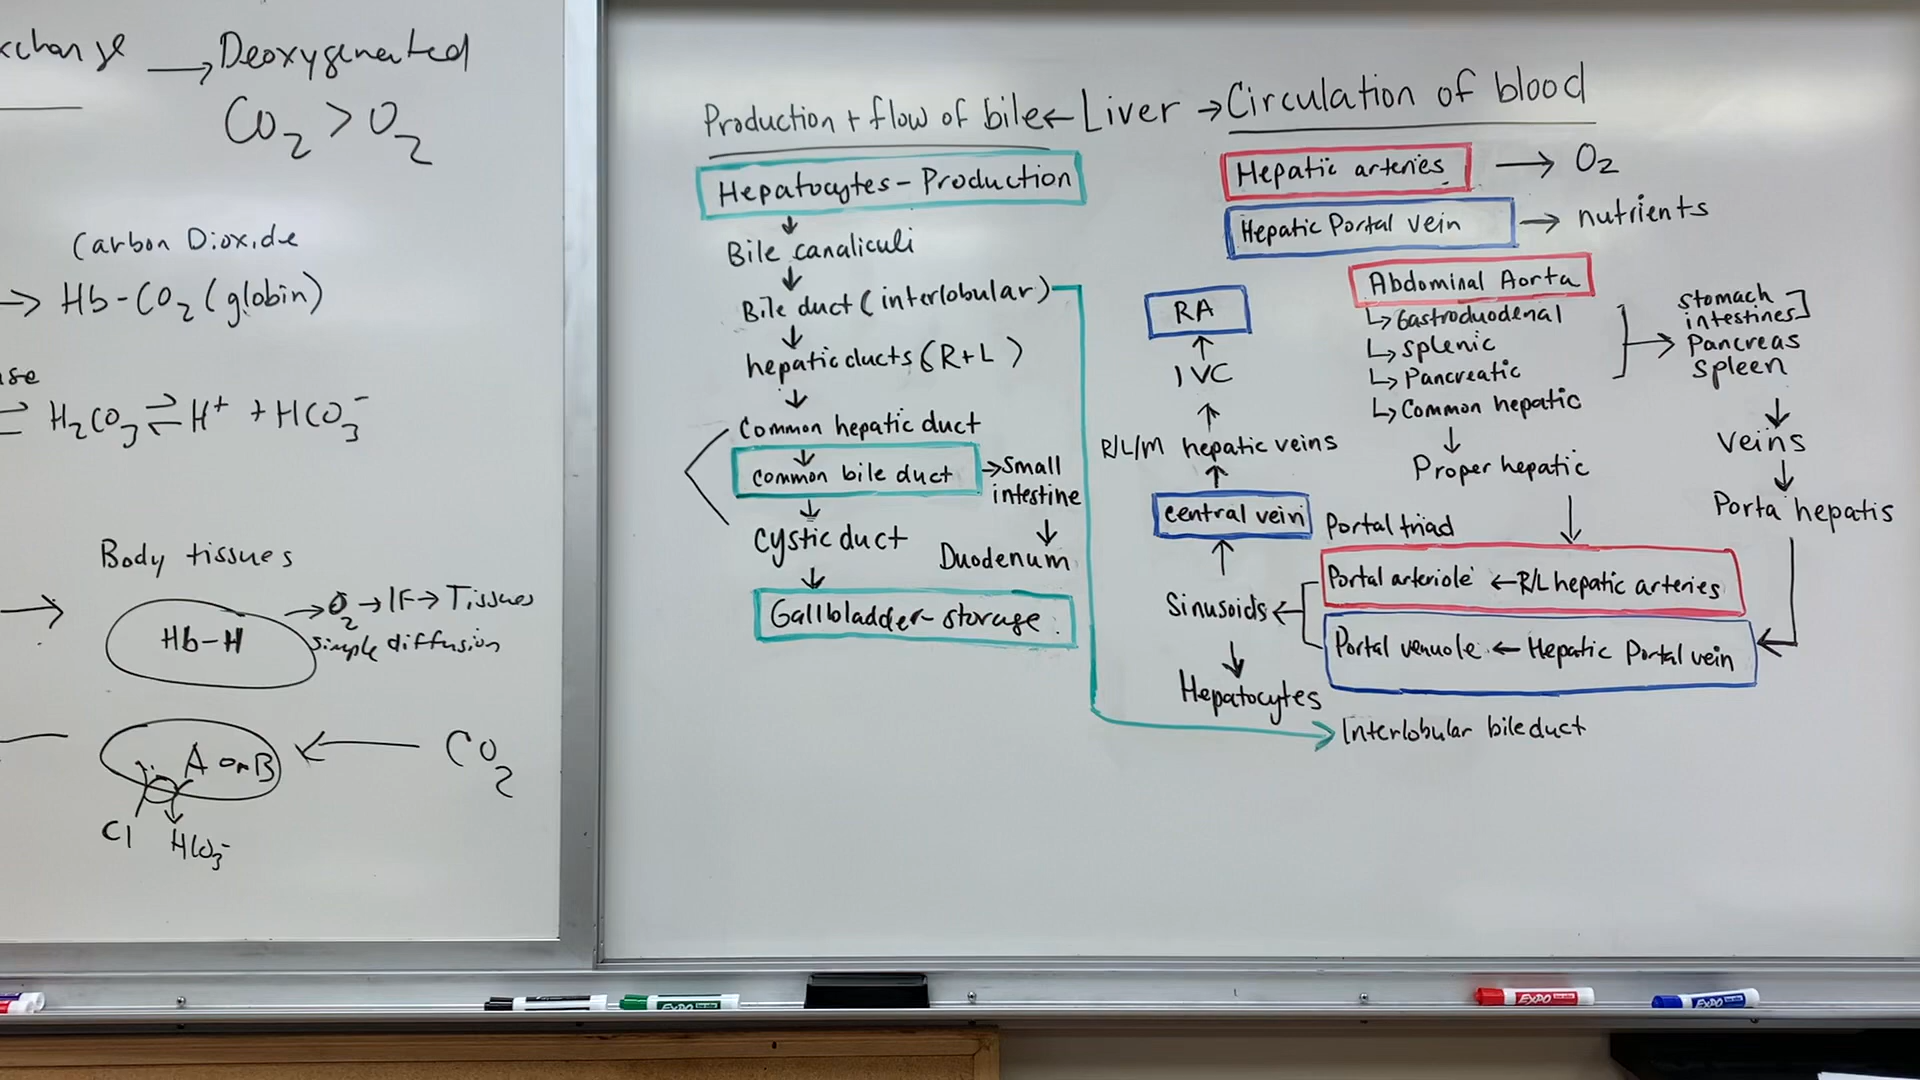 xchange → Deoxygenated
CO2 > O2
Carbon Dioxide
→ Hb-CO2 (globin)
se
⇌ H2CO3 ⇌ H+ + HCO3-
Body tissues
→ Hb-H → O2 → IF → Tissues
simple diffusion
A or B ← CO2
Cl
HCO3-
Production + flow of bile ← Liver → Circulation of blood
Hepatocytes - Production
↓
Bile canaliculi
↓
Bile duct (interlobular)
↓
hepatic ducts (R+L)
↓
Common hepatic duct
↓
common bile duct → Small
intestine
↓
Duodenum
↓
Cystic duct
↓
Gallbladder - storage.
Hepatic arteries → O2
Hepatic Portal vein → nutrients
Abdominal Aorta
↳ Gastroduodenal
↳ splenic
↳ Pancreatic
↳ Common hepatic
→ stomach
intestines
Pancreas
Spleen
↓
veins
↓
Porta hepatis
↓
Proper hepatic
RA
↑
IVC
↑
R/L/M hepatic veins
↑
central vein
↑
Portal triad
Portal arteriole ← R/L hepatic arteries
Sinusoids ←
Portal venuole ← Hepatic Portal vein
↓
Hepatocytes
→ Interlobular bile duct
EXPO
EXPO
EXPO